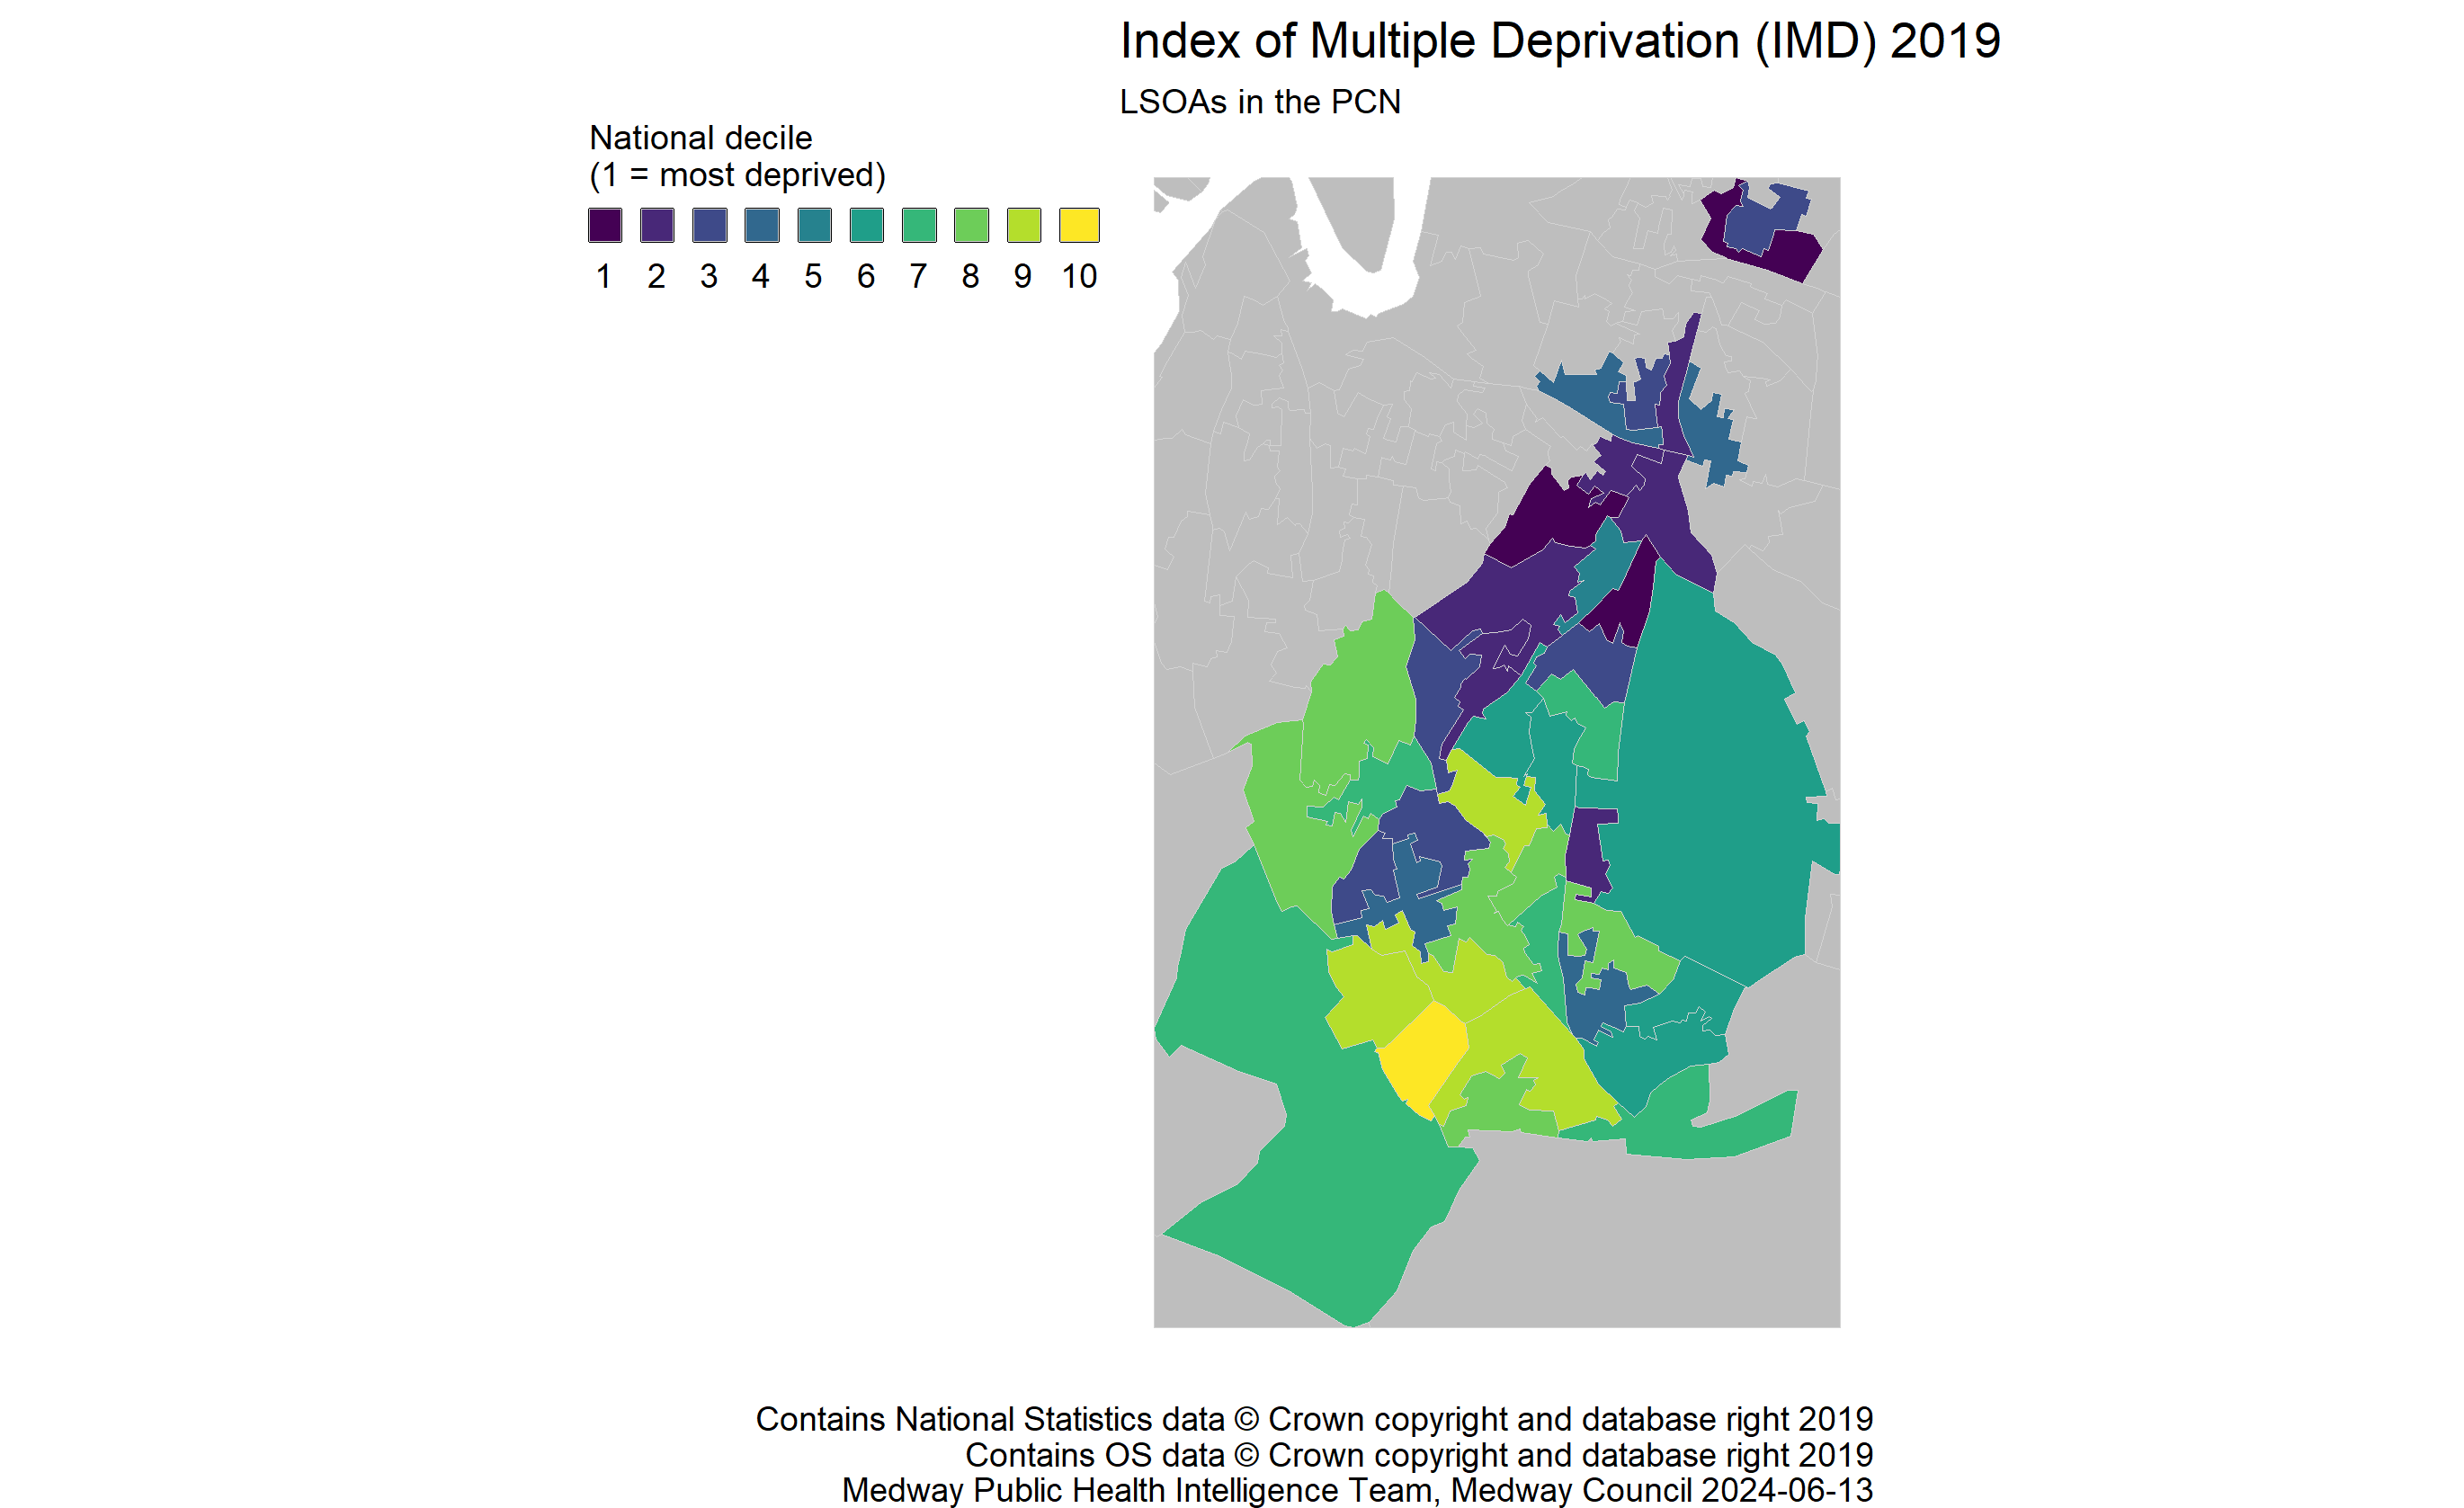 Index of Multiple Deprivation (IMD) 2019
LSOAs in the PCN
National decile
(1 = most deprived)
1 2 3 4 5 6 7 8 9 10
Contains National Statistics data © Crown copyright and database right 2019
Contains OS data © Crown copyright and database right 2019
Medway Public Health Intelligence Team, Medway Council 2024-06-13